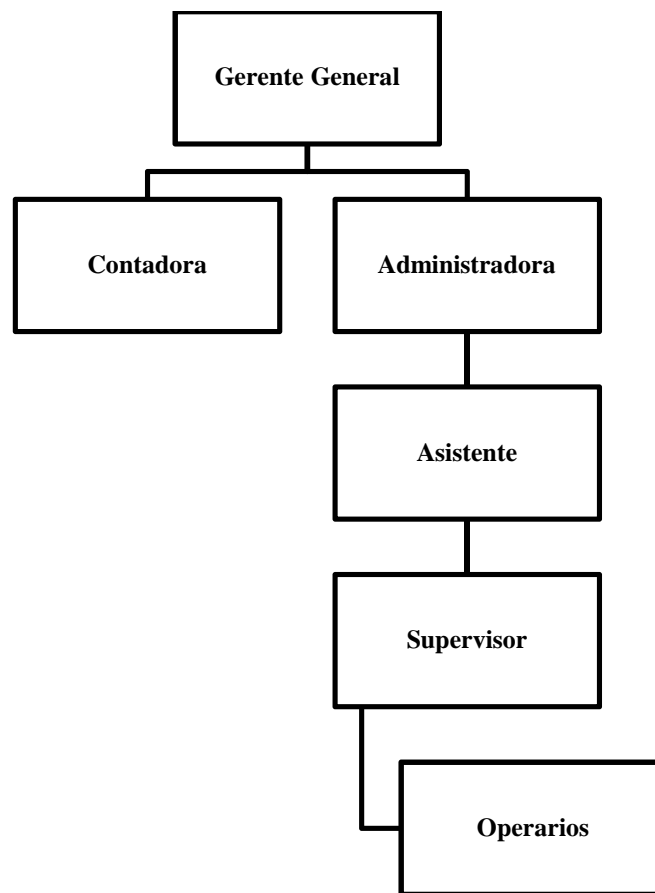 Gerente General
Contadora
Administradora
Asistente
Supervisor
Operarios